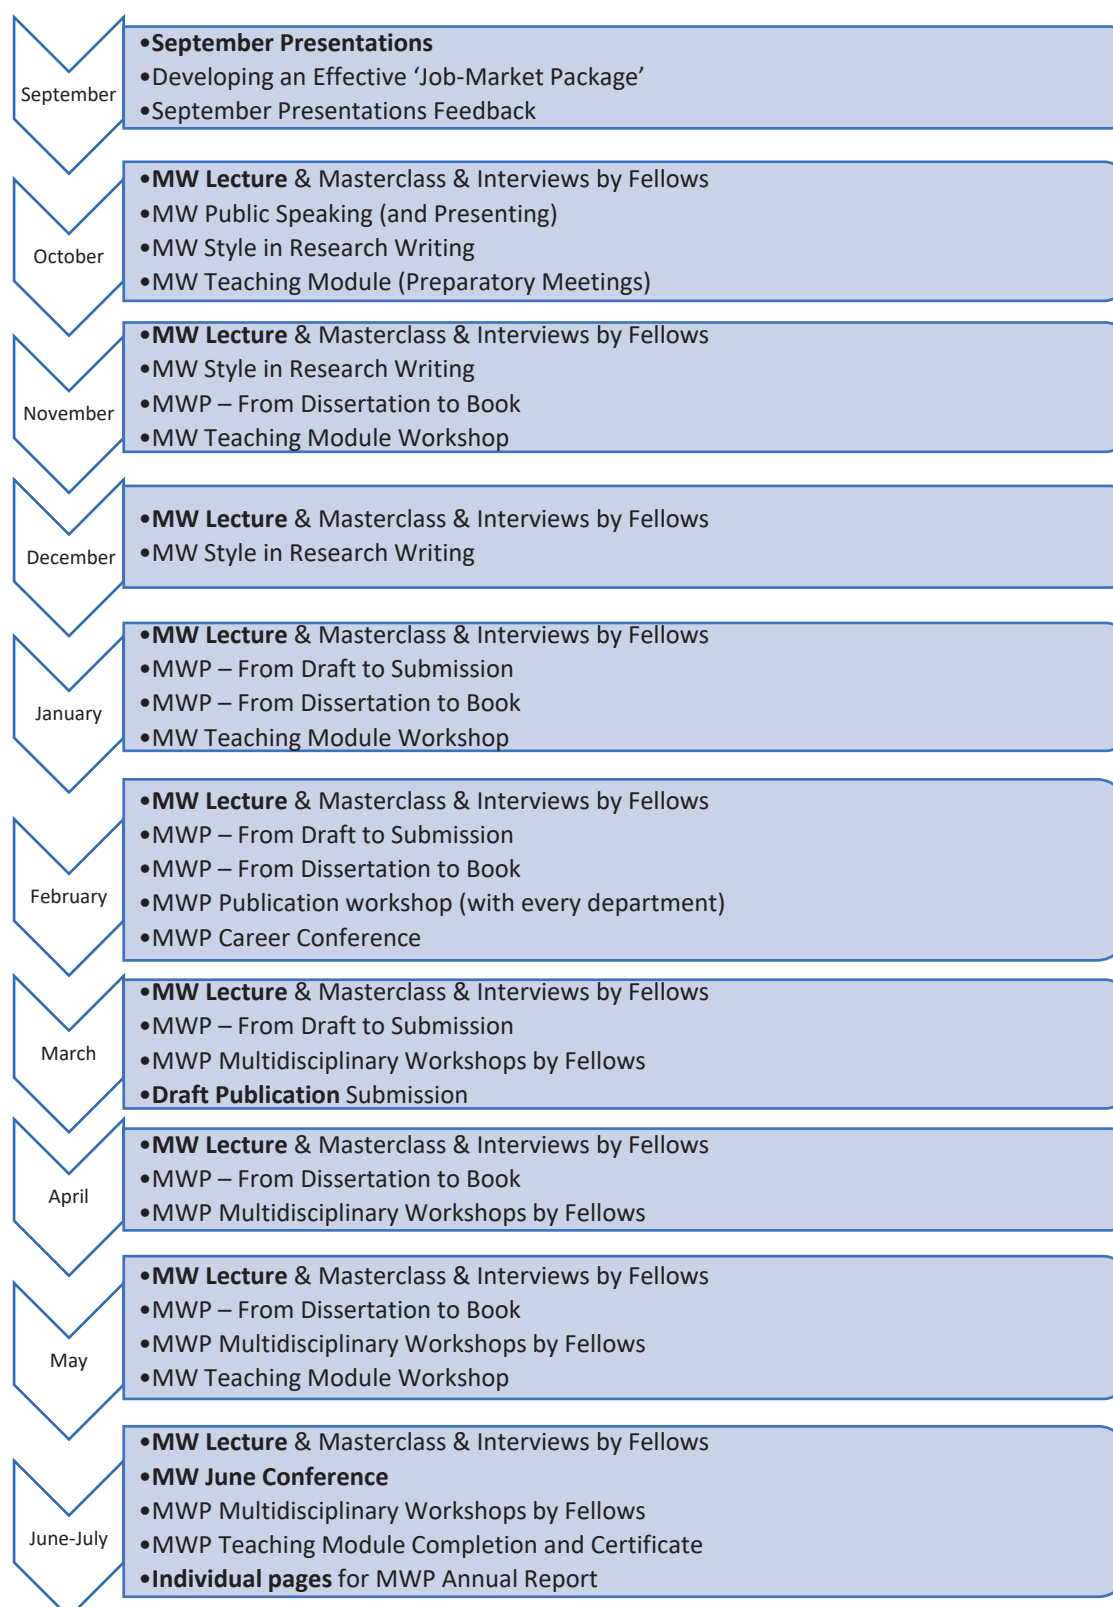 September
•September Presentations
•Developing an Effective ‘Job-Market Package’
•September Presentations Feedback
October
•MW Lecture & Masterclass & Interviews by Fellows
•MW Public Speaking (and Presenting)
•MW Style in Research Writing
•MW Teaching Module (Preparatory Meetings)
November
•MW Lecture & Masterclass & Interviews by Fellows
•MW Style in Research Writing
•MWP – From Dissertation to Book
•MW Teaching Module Workshop
December
•MW Lecture & Masterclass & Interviews by Fellows
•MW Style in Research Writing
January
•MW Lecture & Masterclass & Interviews by Fellows
•MWP – From Draft to Submission
•MWP – From Dissertation to Book
•MW Teaching Module Workshop
February
•MW Lecture & Masterclass & Interviews by Fellows
•MWP – From Draft to Submission
•MWP – From Dissertation to Book
•MWP Publication workshop (with every department)
•MWP Career Conference
March
•MW Lecture & Masterclass & Interviews by Fellows
•MWP – From Draft to Submission
•MWP Multidisciplinary Workshops by Fellows
•Draft Publication Submission
April
•MW Lecture & Masterclass & Interviews by Fellows
•MWP – From Dissertation to Book
•MWP Multidisciplinary Workshops by Fellows
May
•MW Lecture & Masterclass & Interviews by Fellows
•MWP – From Dissertation to Book
•MWP Multidisciplinary Workshops by Fellows
•MW Teaching Module Workshop
June-July
•MW Lecture & Masterclass & Interviews by Fellows
•MW June Conference
•MWP Multidisciplinary Workshops by Fellows
•MWP Teaching Module Completion and Certificate
•Individual pages for MWP Annual Report